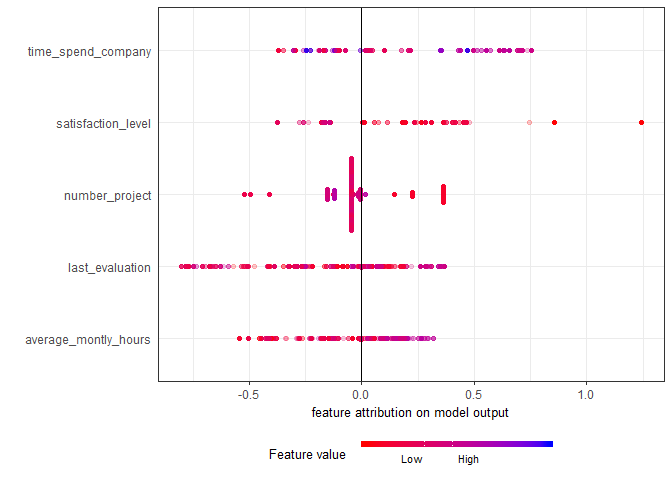 time_spend_company
satisfaction_level
number_project
last_evaluation
average_montly_hours
-0.5 0.0 0.5 1.0
feature attribution on model output
Feature value
Low High